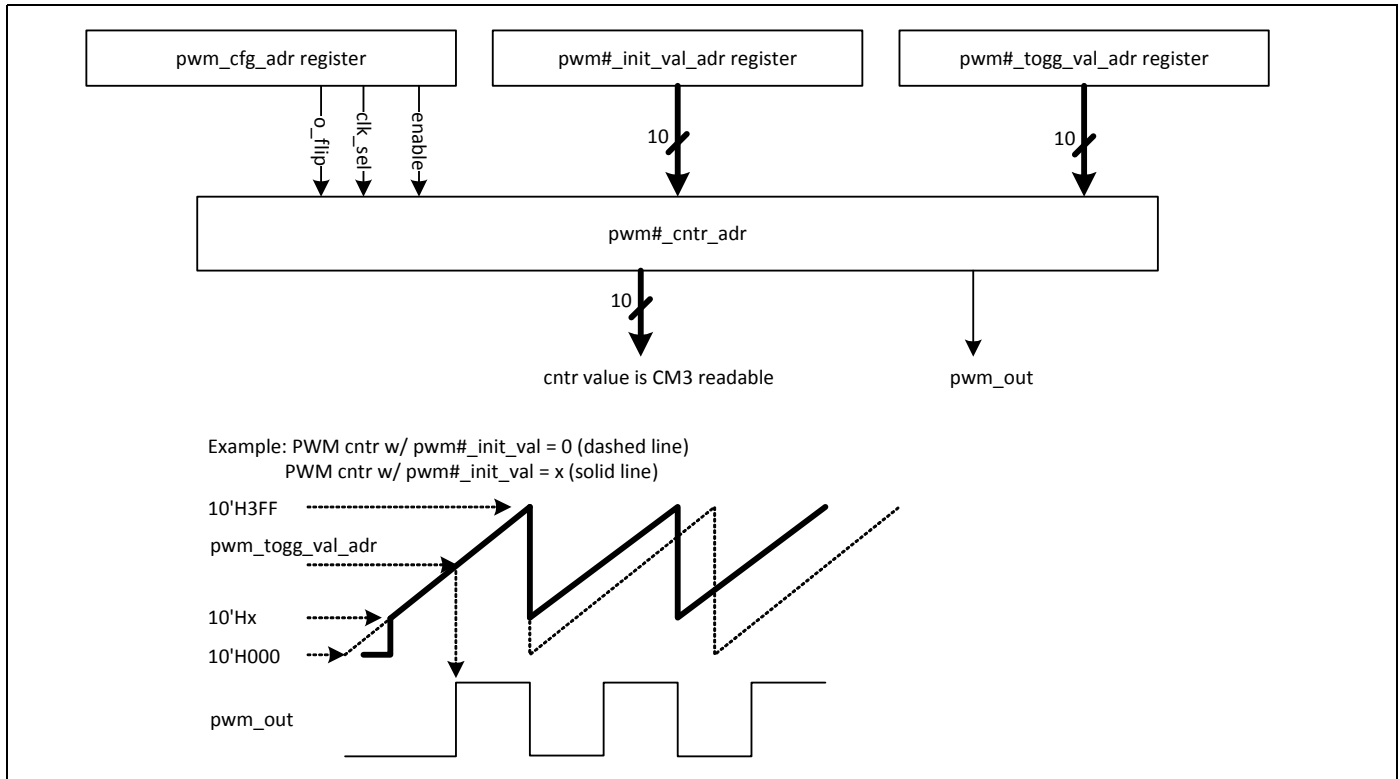 pwm_cfg_adr register
pwm#_init_val_adr register
pwm#_togg_val_adr register
o_flip
clk_sel
enable
10
10
pwm#_cntr_adr
10
cntr value is CM3 readable
pwm_out
Example: PWM cntr w/ pwm#_init_val = 0 (dashed line)
PWM cntr w/ pwm#_init_val = x (solid line)
10'H3FF
pwm_togg_val_adr
10'Hx
10'H000
pwm_out